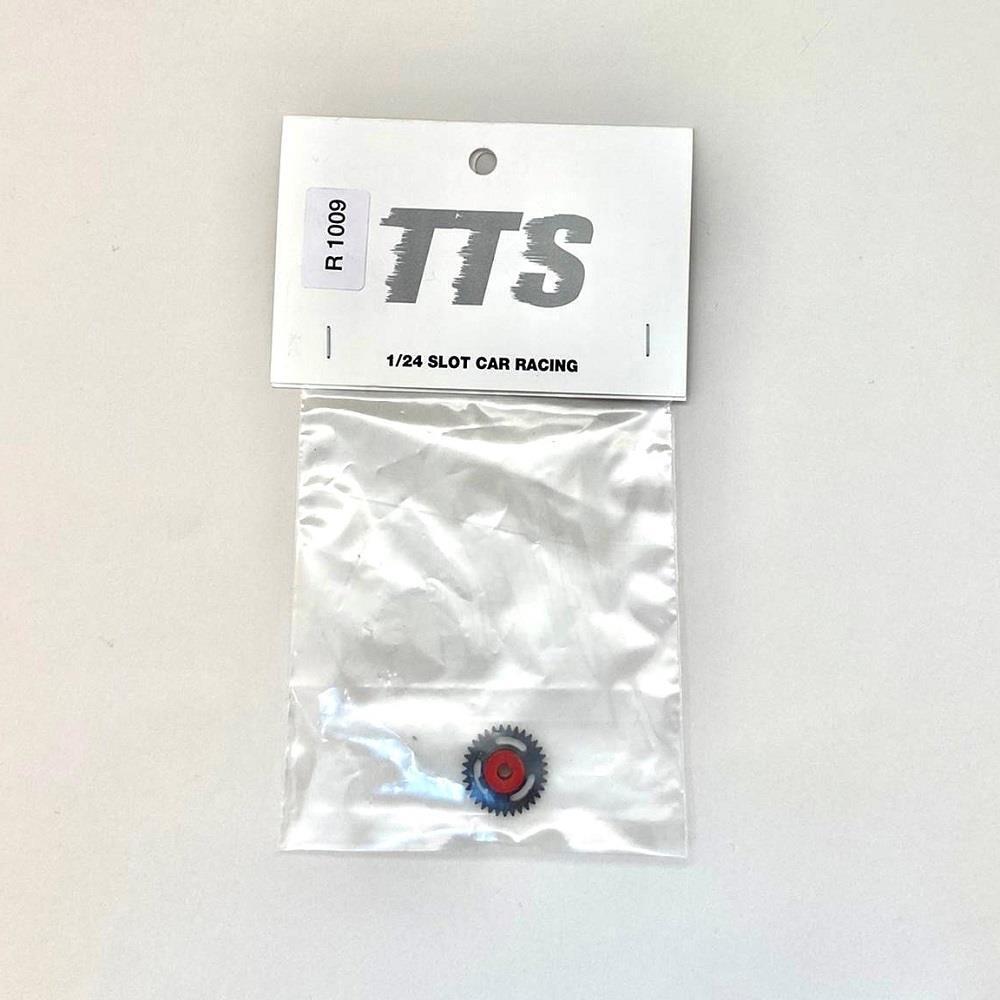 R 1009
TTS
1/24 SLOT CAR RACING